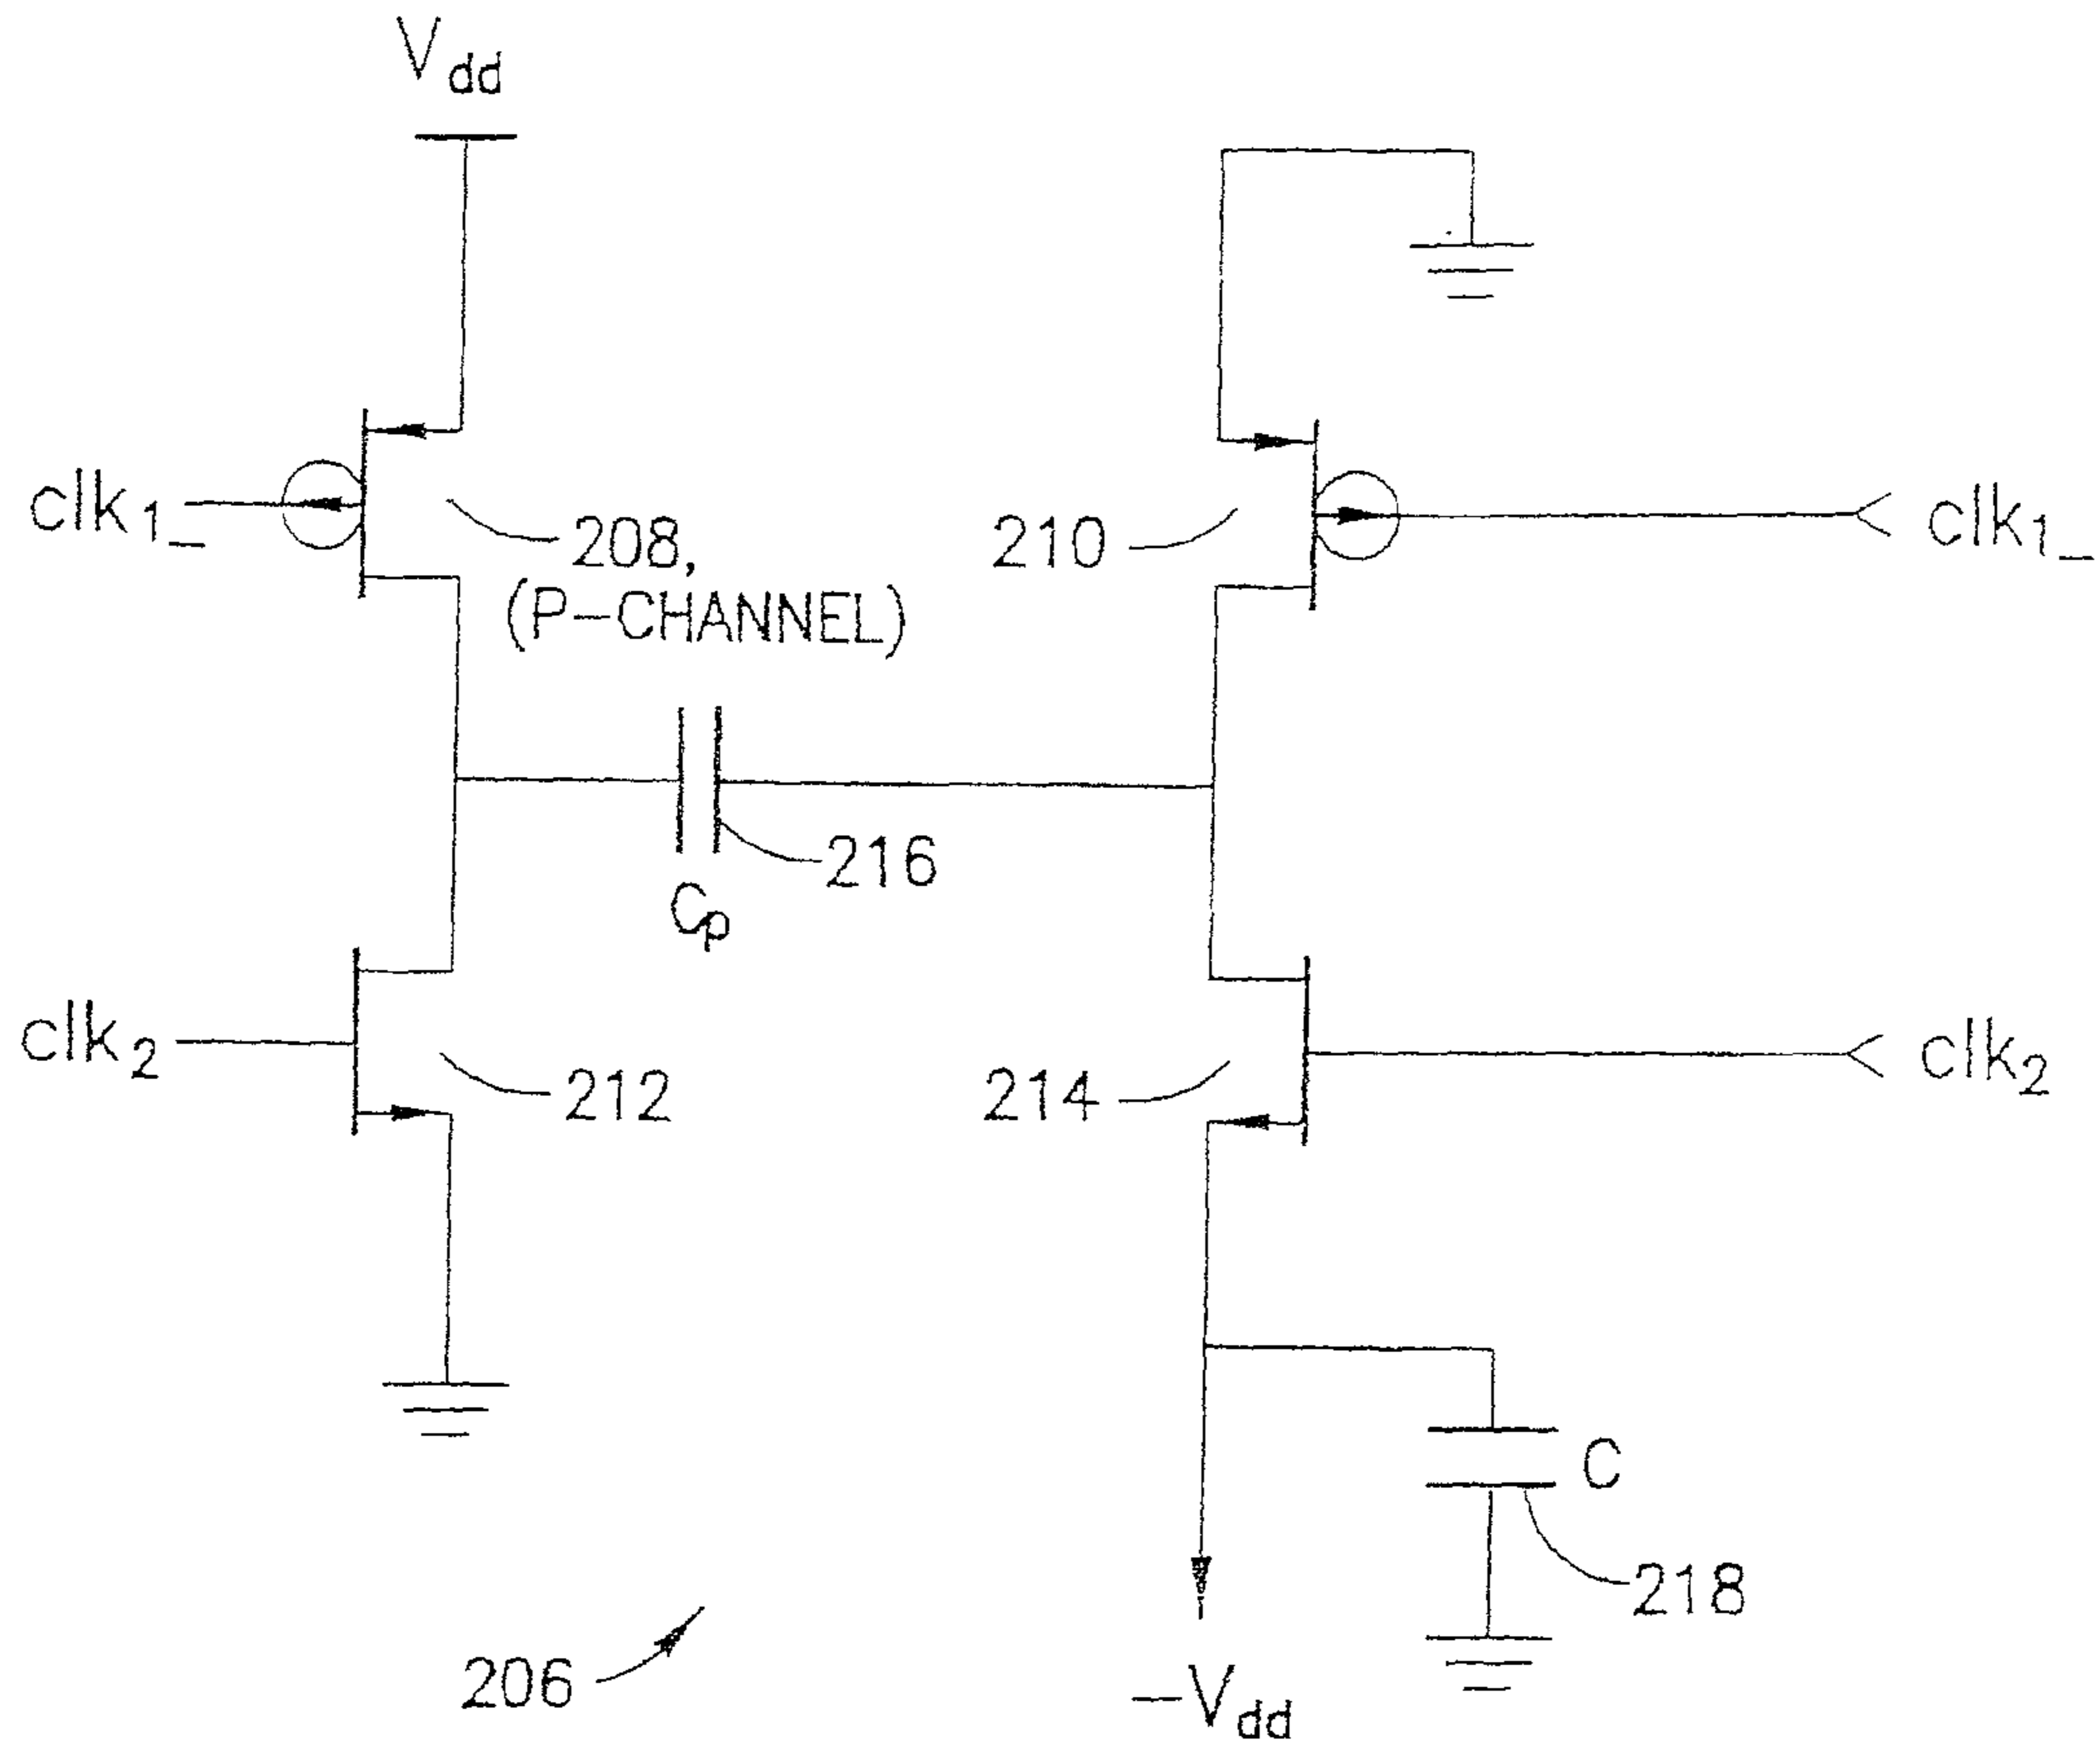 Vdd
clk1_
208,
(P-CHANNEL)
210
clk1_
216
Cp
clk2
212
214
clk2
C
218
206
-Vdd